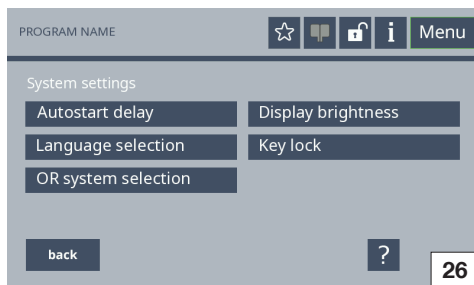 PROGRAM NAME
i
Menu
System settings
Autostart delay
Display brightness
Language selection
Key lock
OR system selection
back
?
26